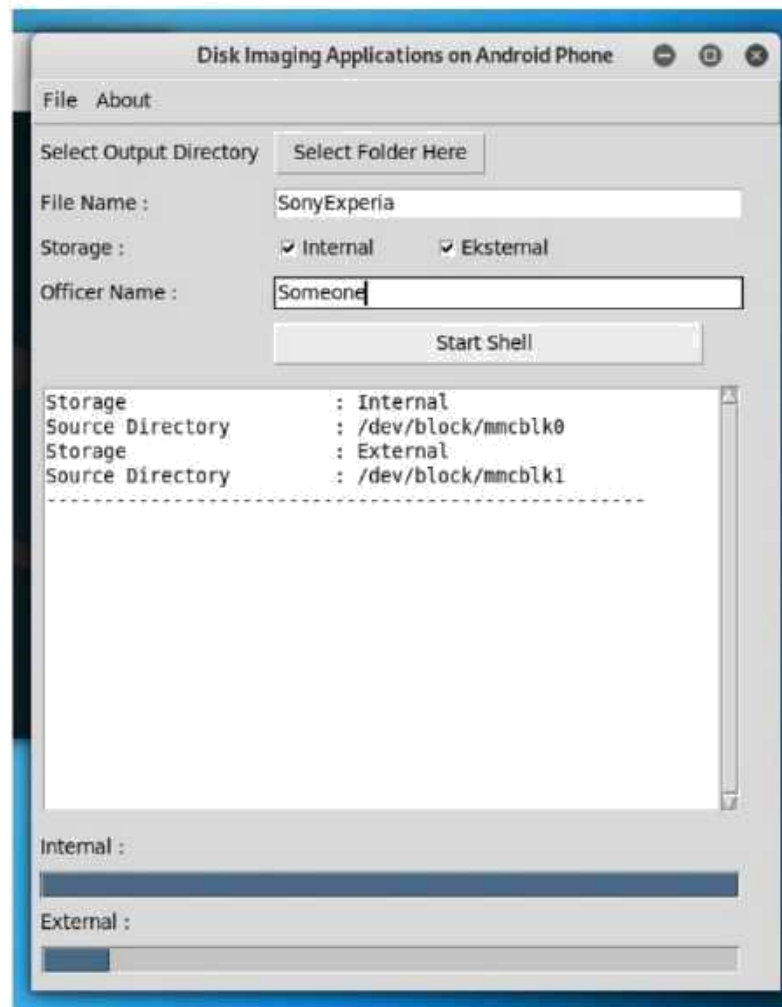 Disk Imaging Applications on Android Phone
File About
Select Output Directory Select Folder Here
File Name : SonyExperia
Storage : Internal Eksternal
Officer Name : Someone
Start Shell
Storage : Internal
Source Directory : /dev/block/mmcblk0
Storage : External
Source Directory : /dev/block/mmcblk1
----------------------------------------------------
Internal :
External :